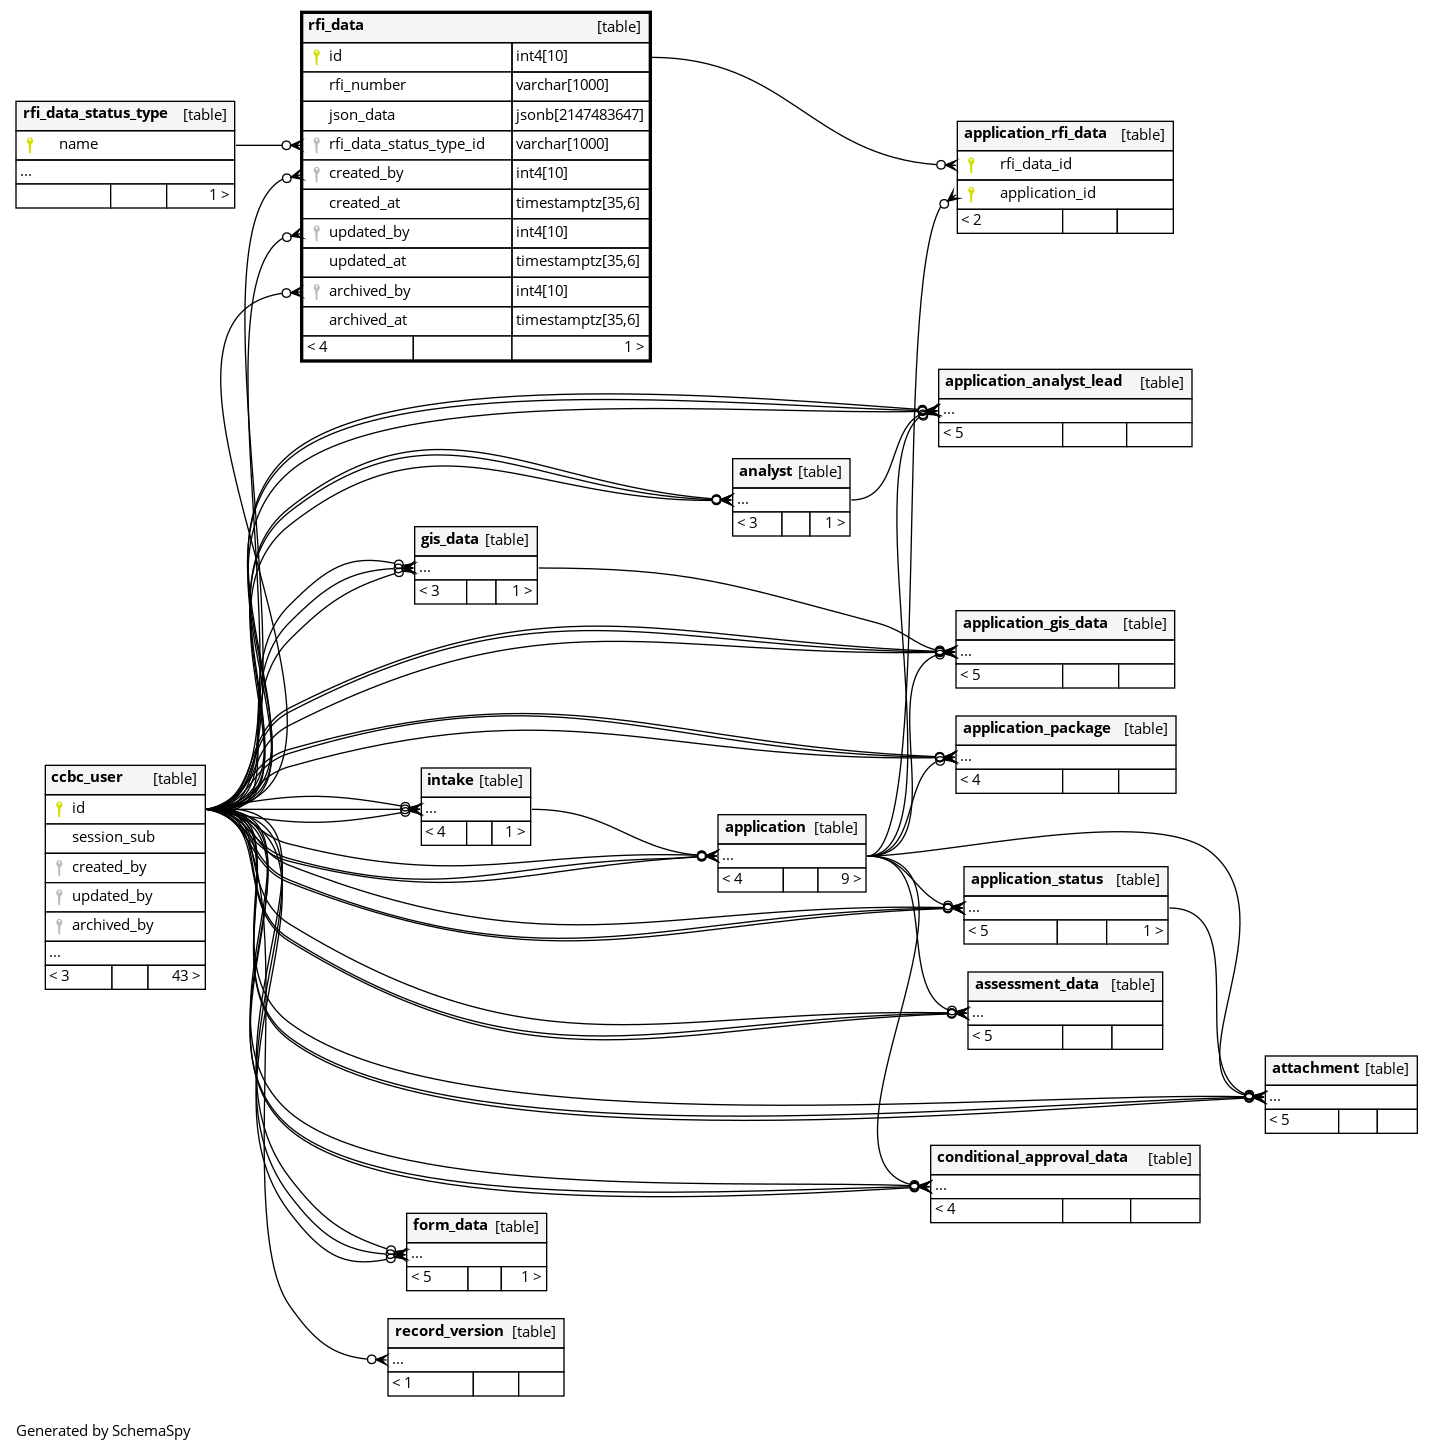 rfi_data [table]
id int4[10]
rfi_number varchar[1000]
json_data jsonb[2147483647]
rfi_data_status_type_id varchar[1000]
created_by int4[10]
created_at timestamptz[35,6]
updated_by int4[10]
updated_at timestamptz[35,6]
archived_by int4[10]
archived_at timestamptz[35,6]
< 4 1 >
rfi_data_status_type [table]
name
...
1 >
application_rfi_data [table]
rfi_data_id
application_id
< 2
application_analyst_lead [table]
...
< 5
analyst [table]
...
< 3 1 >
gis_data [table]
...
< 3 1 >
application_gis_data [table]
...
< 5
application_package [table]
...
< 4
ccbc_user [table]
id
session_sub
created_by
updated_by
archived_by
...
< 3 43 >
intake [table]
...
< 4 1 >
application [table]
...
< 4 9 >
application_status [table]
...
< 5 1 >
assessment_data [table]
...
< 5
attachment [table]
...
< 5
conditional_approval_data [table]
...
< 4
form_data [table]
...
< 5 1 >
record_version [table]
...
< 1
Generated by SchemaSpy